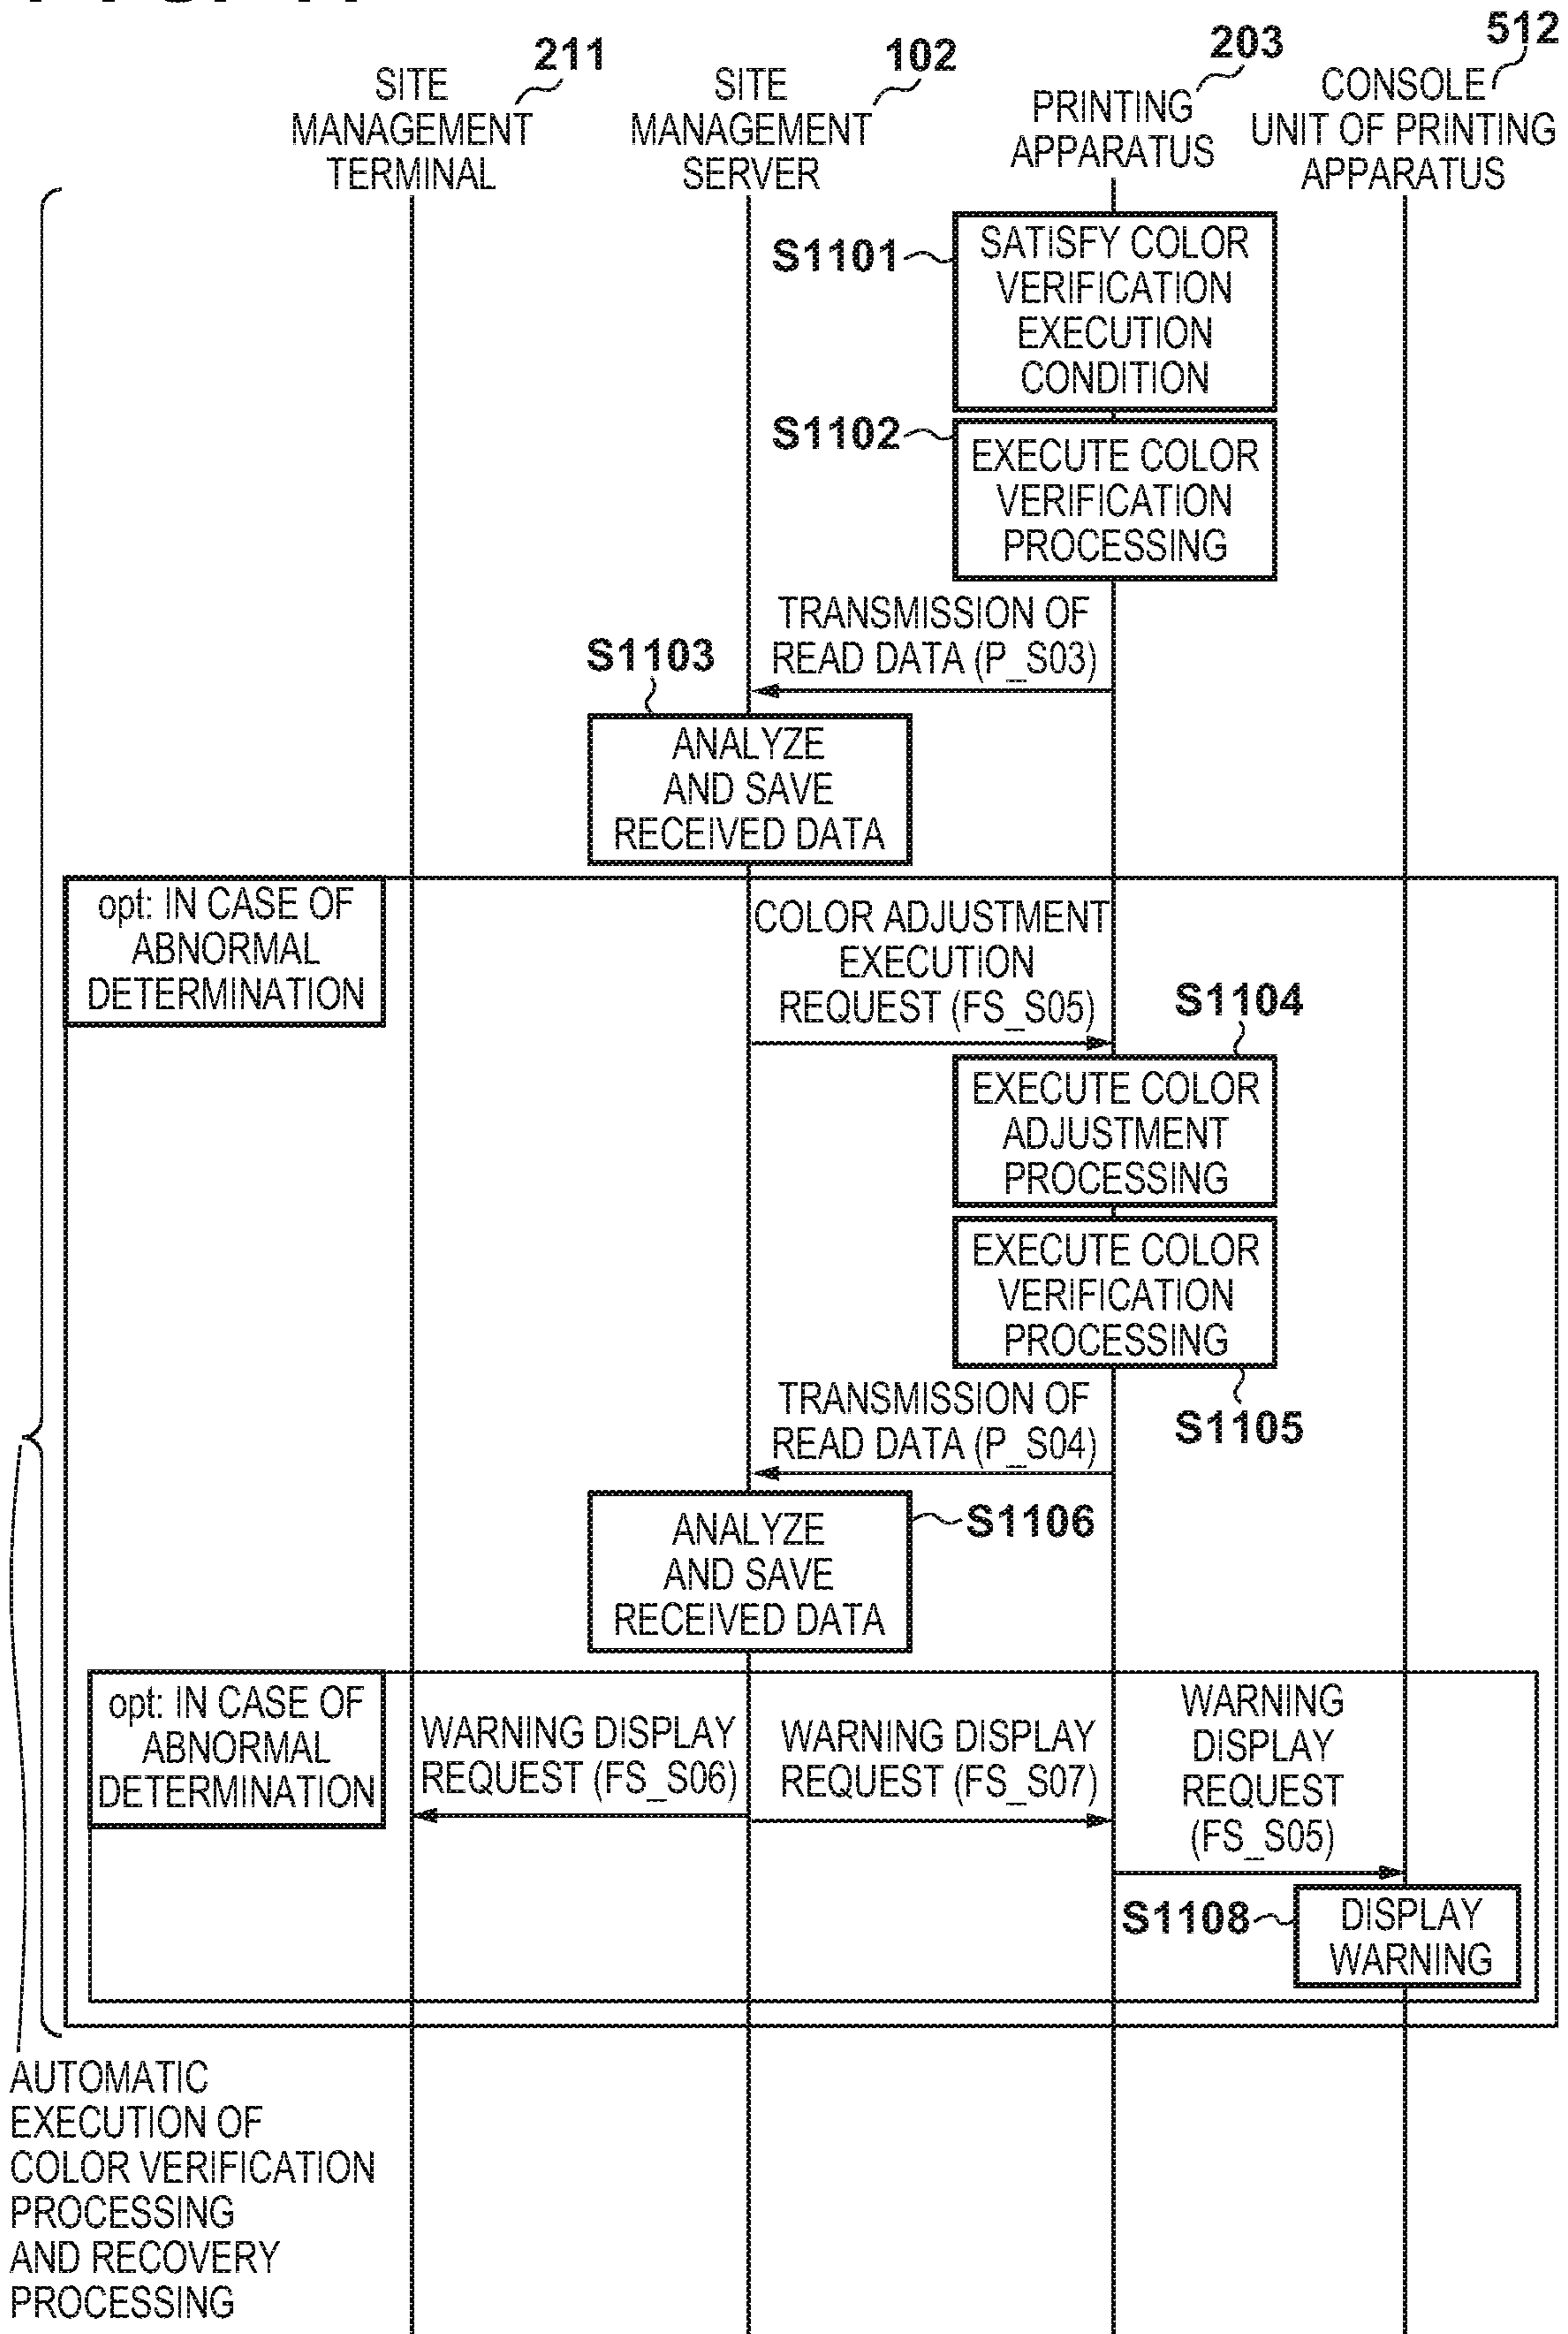 211
SITE
MANAGEMENT
TERMINAL
102
SITE
MANAGEMENT
SERVER
203
PRINTING
APPARATUS
512
CONSOLE
UNIT OF PRINTING
APPARATUS
S1101
SATISFY COLOR
VERIFICATION
EXECUTION
CONDITION
S1102
EXECUTE COLOR
VERIFICATION
PROCESSING
TRANSMISSION OF
READ DATA (P_S03)
S1103
ANALYZE
AND SAVE
RECEIVED DATA
opt: IN CASE OF
ABNORMAL
DETERMINATION
COLOR ADJUSTMENT
EXECUTION
REQUEST (FS_S05)
S1104
EXECUTE COLOR
ADJUSTMENT
PROCESSING
EXECUTE COLOR
VERIFICATION
PROCESSING
S1105
TRANSMISSION OF
READ DATA (P_S04)
ANALYZE
AND SAVE
RECEIVED DATA
S1106
opt: IN CASE OF
ABNORMAL
DETERMINATION
WARNING DISPLAY
REQUEST (FS_S06)
WARNING DISPLAY
REQUEST (FS_S07)
WARNING
DISPLAY
REQUEST
(FS_S05)
S1108
DISPLAY
WARNING
AUTOMATIC
EXECUTION OF
COLOR VERIFICATION
PROCESSING
AND RECOVERY
PROCESSING